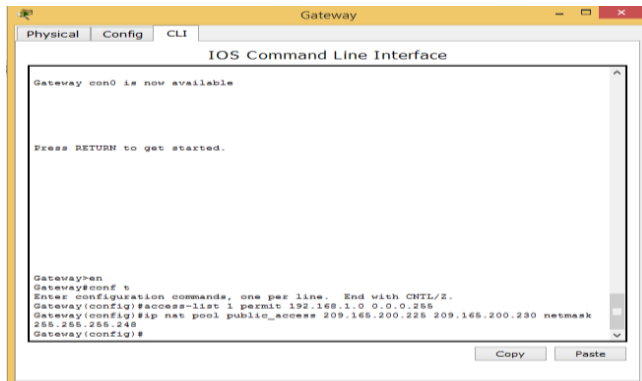 Gateway
Physical Config CLI
IOS Command Line Interface
Gateway con0 is now available
Press RETURN to get started.
Gateway>en
Gateway#conf t
Enter configuration commands, one per line.  End with CNTL/Z.
Gateway(config)#access-list 1 permit 192.168.1.0 0.0.0.255
Gateway(config)#ip nat pool public_access 209.165.200.225 209.165.200.230 netmask
255.255.255.248
Gateway(config)#
Copy Paste